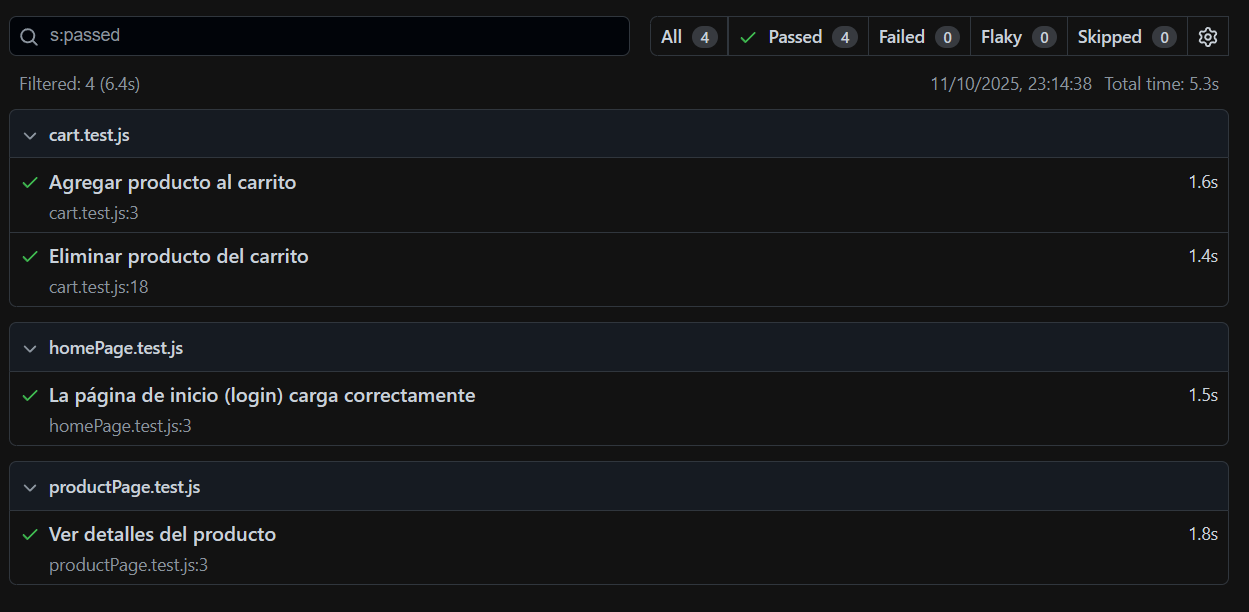 s:passed
All 4 Passed 4 Failed 0 Flaky 0 Skipped 0
Filtered: 4 (6.4s)
11/10/2025, 23:14:38 Total time: 5.3s
cart.test.js
Agregar producto al carrito 1.6s
cart.test.js:3
Eliminar producto del carrito 1.4s
cart.test.js:18
homePage.test.js
La página de inicio (login) carga correctamente 1.5s
homePage.test.js:3
productPage.test.js
Ver detalles del producto 1.8s
productPage.test.js:3